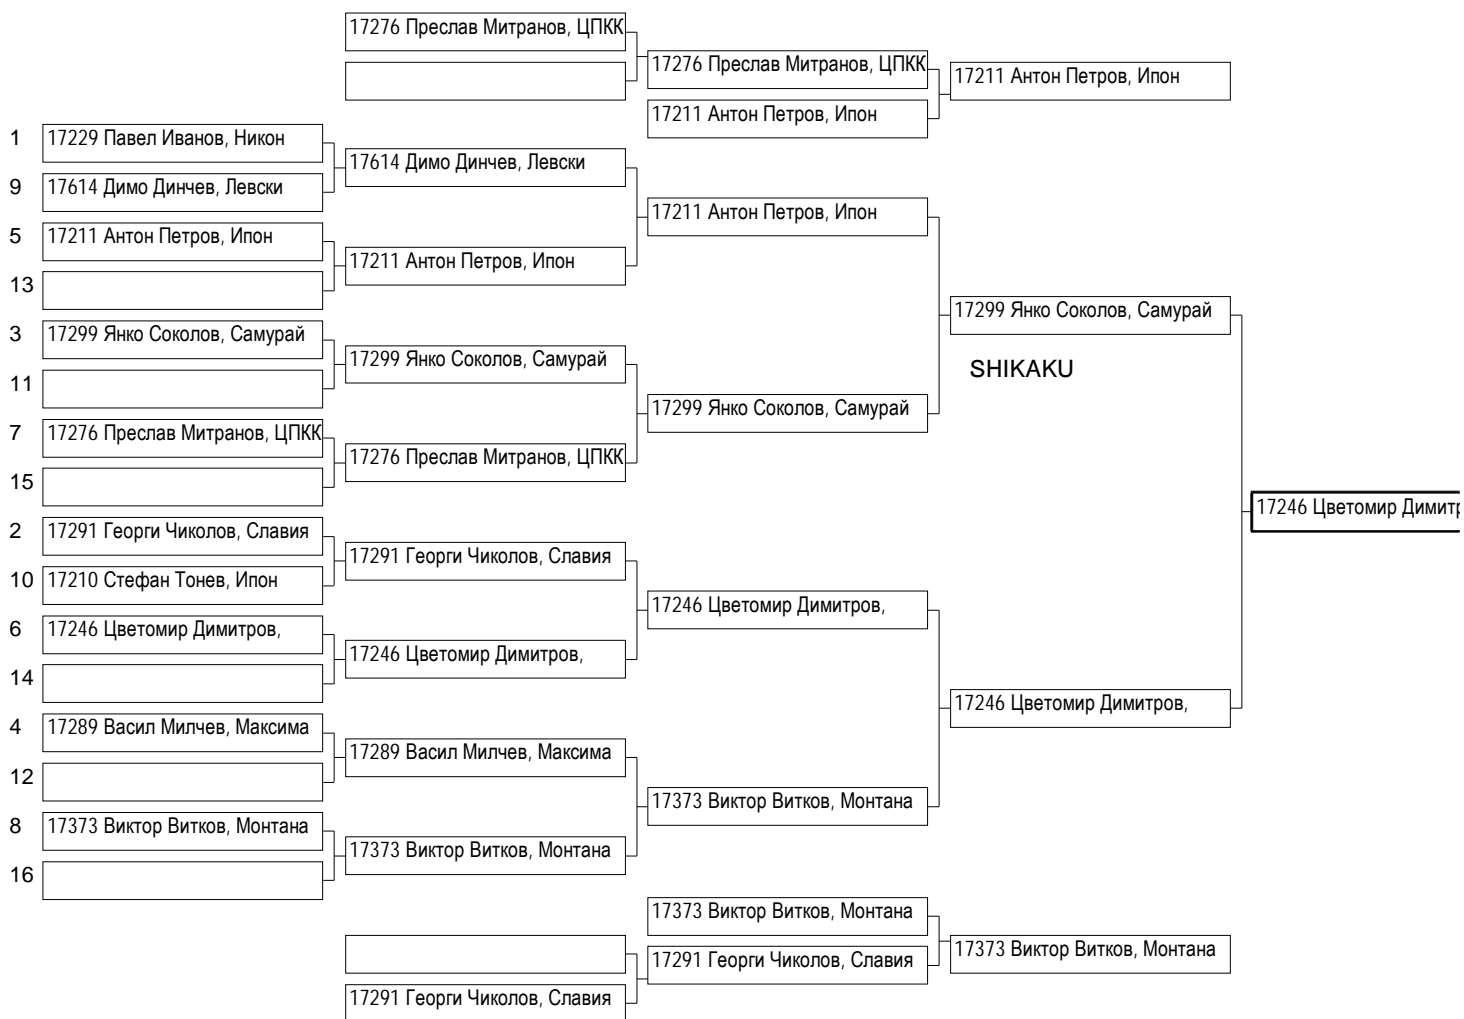 17276 Преслав Митранов, ЦПКК
17276 Преслав Митранов, ЦПКК
17211 Антон Петров, Ипон
17211 Антон Петров, Ипон
1 17229 Павел Иванов, Никон
17614 Димо Динчев, Левски
9 17614 Димо Динчев, Левски
17211 Антон Петров, Ипон
5 17211 Антон Петров, Ипон
17211 Антон Петров, Ипон
13
17299 Янко Соколов, Самурай
3 17299 Янко Соколов, Самурай
17299 Янко Соколов, Самурай
SHIKAKU
11
17299 Янко Соколов, Самурай
7 17276 Преслав Митранов, ЦПКК
17276 Преслав Митранов, ЦПКК
15
17246 Цветомир Димитр
2 17291 Георги Чиколов, Славия
17291 Георги Чиколов, Славия
10 17210 Стефан Тонев, Ипон
17246 Цветомир Димитров,
6 17246 Цветомир Димитров,
17246 Цветомир Димитров,
14
17246 Цветомир Димитров,
4 17289 Васил Милчев, Максима
17289 Васил Милчев, Максима
12
17373 Виктор Витков, Монтана
8 17373 Виктор Витков, Монтана
17373 Виктор Витков, Монтана
16
17373 Виктор Витков, Монтана
17373 Виктор Витков, Монтана
17291 Георги Чиколов, Славия
17291 Георги Чиколов, Славия